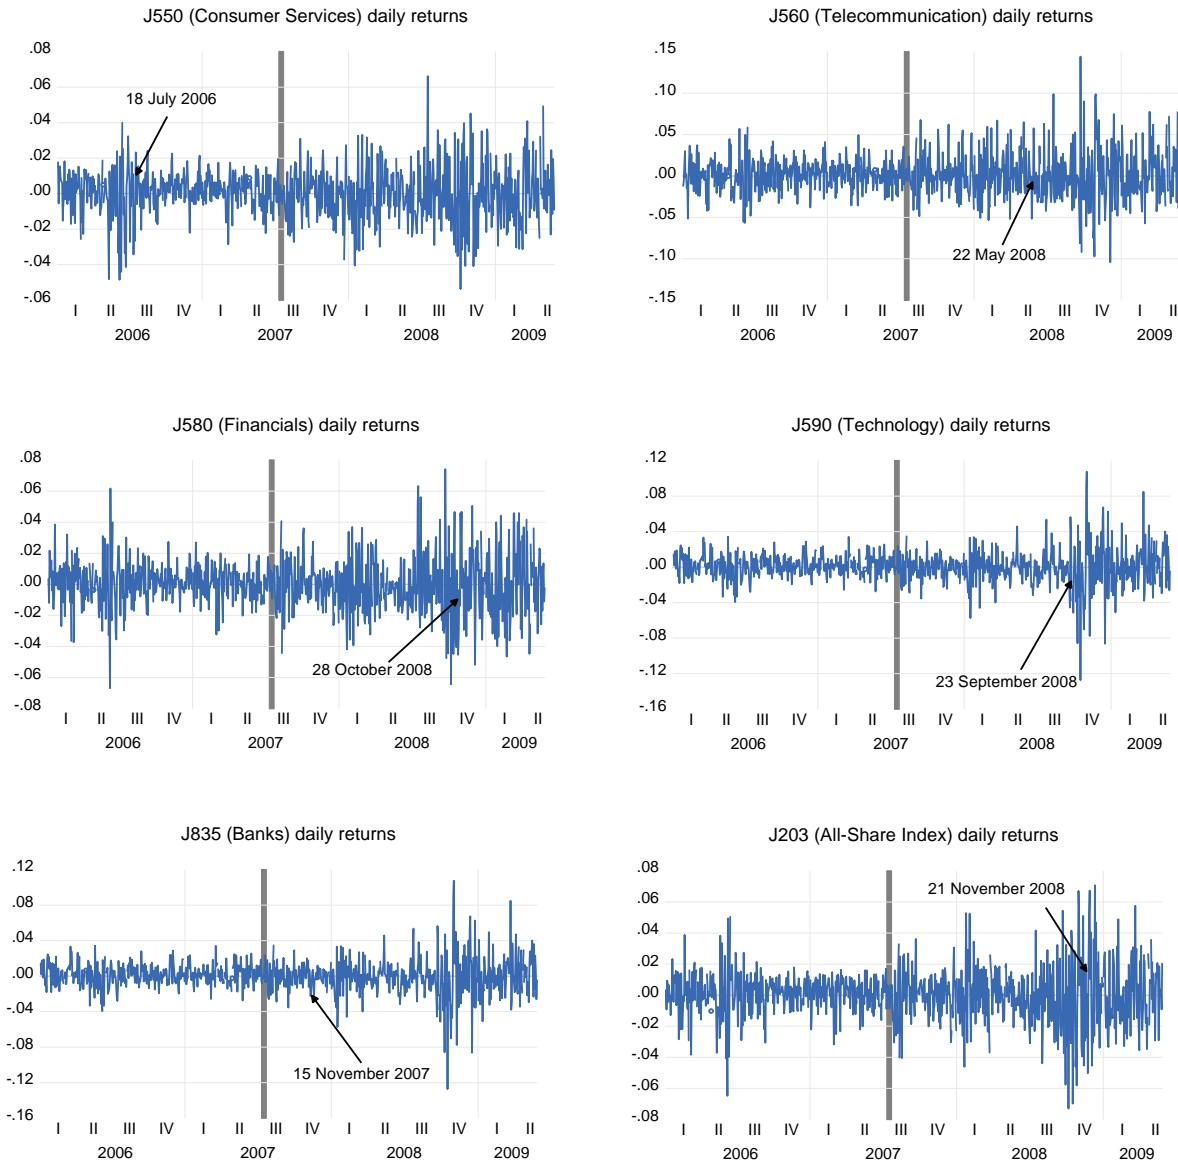 J550 (Consumer Services) daily returns
.08
.06
.04
.02
.00
-.02
-.04
-.06
18 July 2006
I II III IV I II III IV I II III IV I II
2006 2007 2008 2009
J560 (Telecommunication) daily returns
.15
.10
.05
.00
-.05
-.10
-.15
22 May 2008
I II III IV I II III IV I II III IV I II
2006 2007 2008 2009
J580 (Financials) daily returns
.08
.06
.04
.02
.00
-.02
-.04
-.06
-.08
28 October 2008
I II III IV I II III IV I II III IV I II
2006 2007 2008 2009
J590 (Technology) daily returns
.12
.08
.04
.00
-.04
-.08
-.12
-.16
23 September 2008
I II III IV I II III IV I II III IV I II
2006 2007 2008 2009
J835 (Banks) daily returns
.12
.08
.04
.00
-.04
-.08
-.12
-.16
15 November 2007
I II III IV I II III IV I II III IV I II
2006 2007 2008 2009
J203 (All-Share Index) daily returns
.08
.06
.04
.02
.00
-.02
-.04
-.06
-.08
21 November 2008
I II III IV I II III IV I II III IV I II
2006 2007 2008 2009